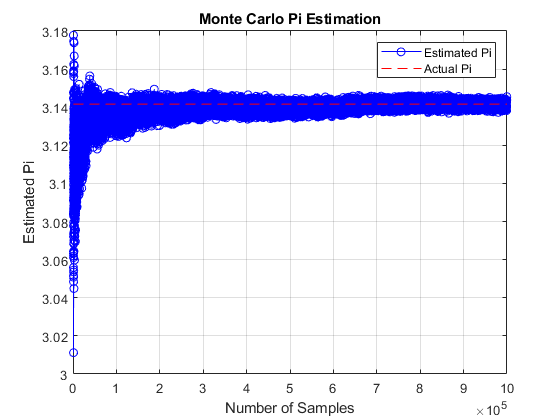 Monte Carlo Pi Estimation
Estimated Pi
Actual Pi
3.18
3.16
3.14
3.12
3.1
3.08
3.06
3.04
3.02
3
Estimated Pi
0 1 2 3 4 5 6 7 8 9 10
Number of Samples
×10⁵